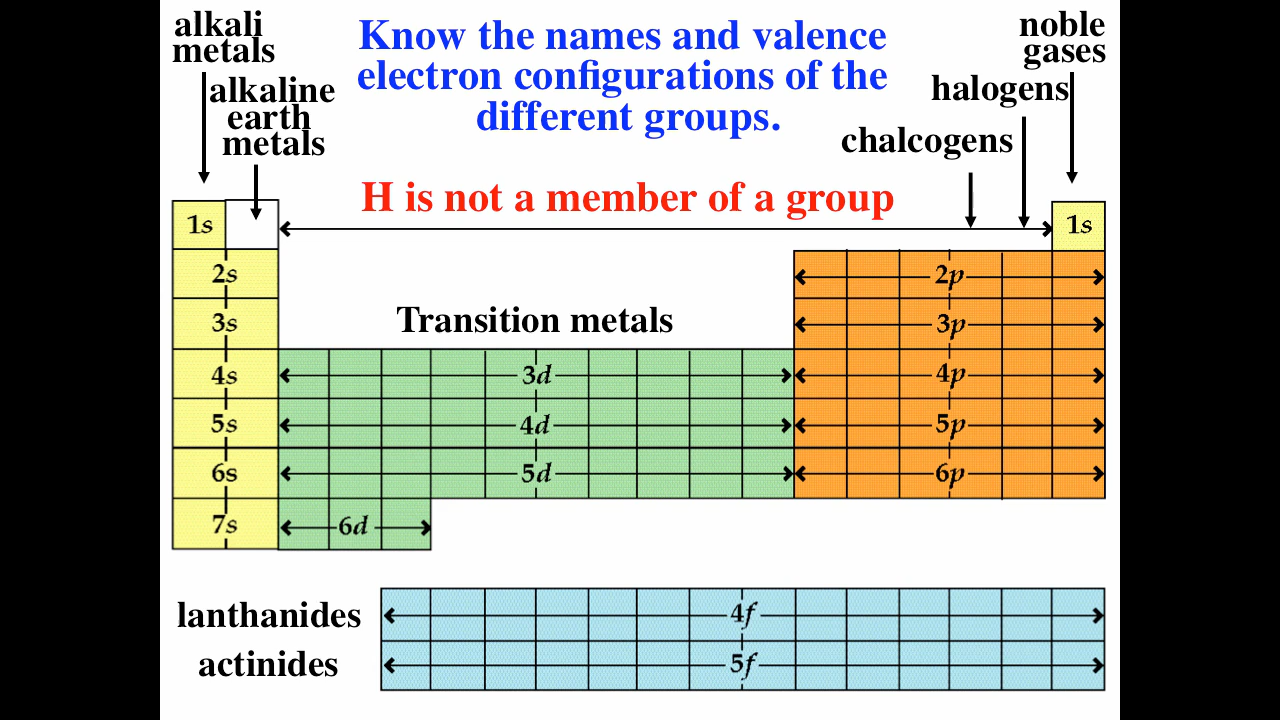 alkali
metals
alkaline
earth
metals
Know the names and valence
electron configurations of the
different groups.
noble
gases
halogens
chalcogens
H is not a member of a group
1s
1s
2s
2p
3s
Transition metals
3p
4s
3d
4p
5s
4d
5p
6s
5d
6p
7s
6d
lanthanides
4f
actinides
5f